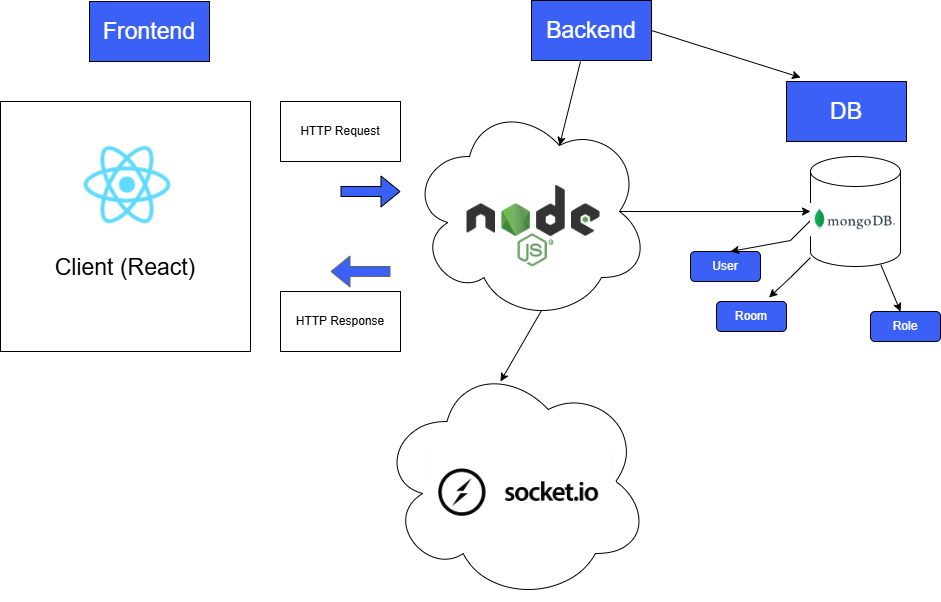 Frontend
Backend
DB
HTTP Request
node
JS
mongoDB.
Client (React)
User
HTTP Response
Room
Role
socket.io